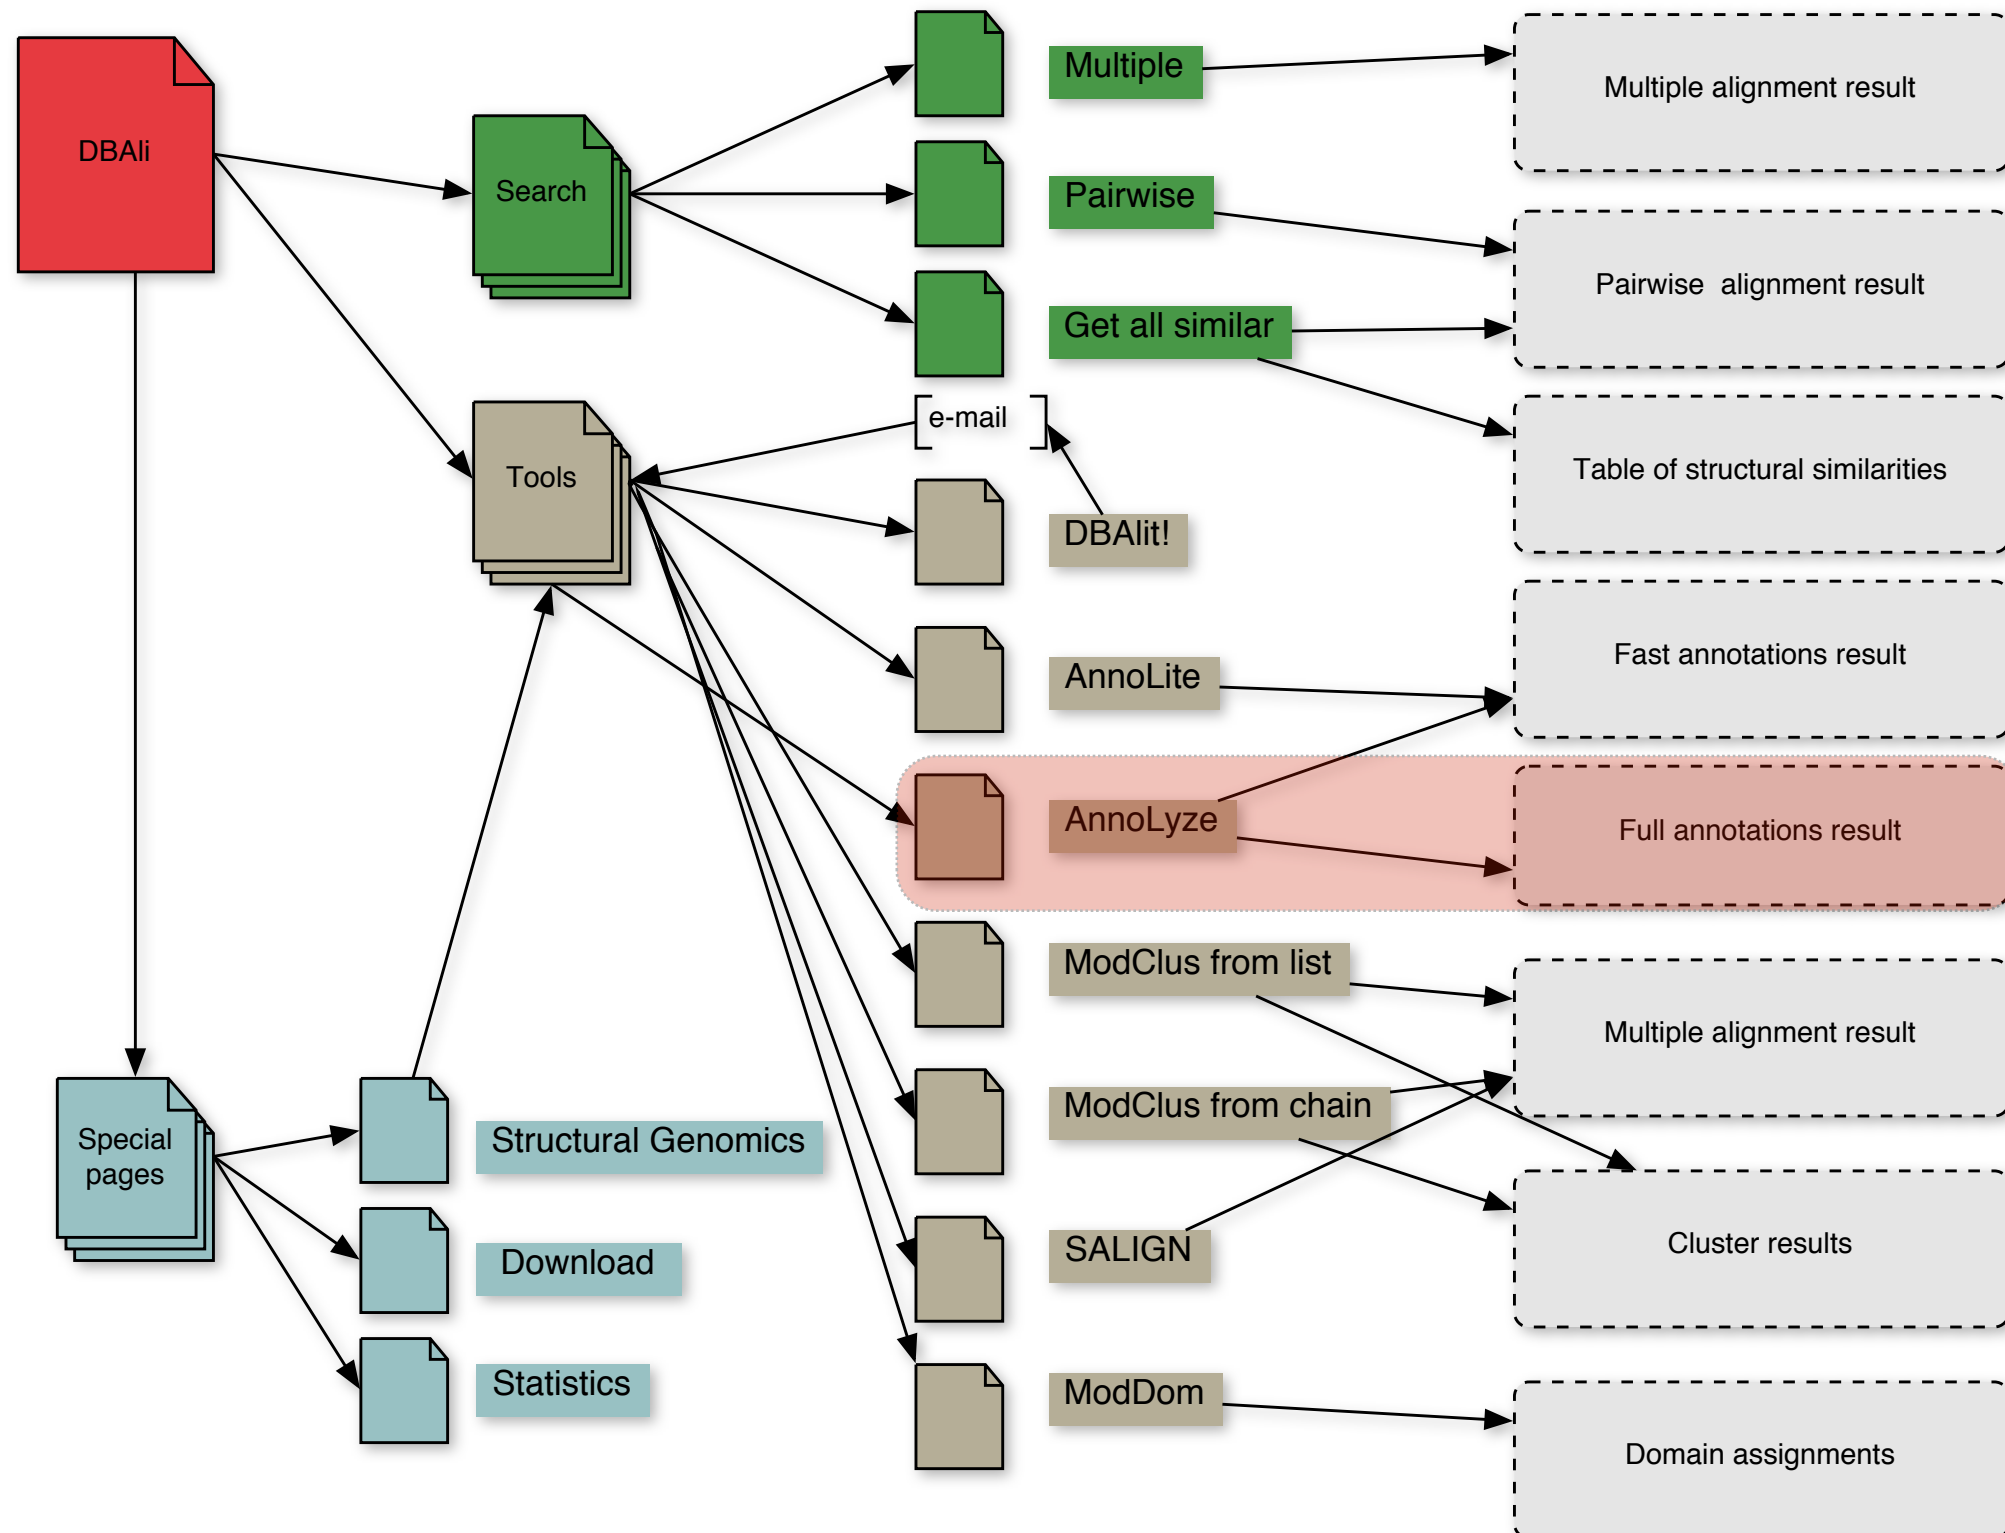 DBAli
Search
Multiple
Multiple alignment result
Pairwise
Pairwise  alignment result
Get all similar
e-mail
Table of structural similarities
Tools
DBAlit!
Fast annotations result
AnnoLite
AnnoLyze
Full annotations result
ModClus from list
Multiple alignment result
ModClus from chain
Special
pages
Structural Genomics
Cluster results
SALIGN
Download
Statistics
ModDom
Domain assignments